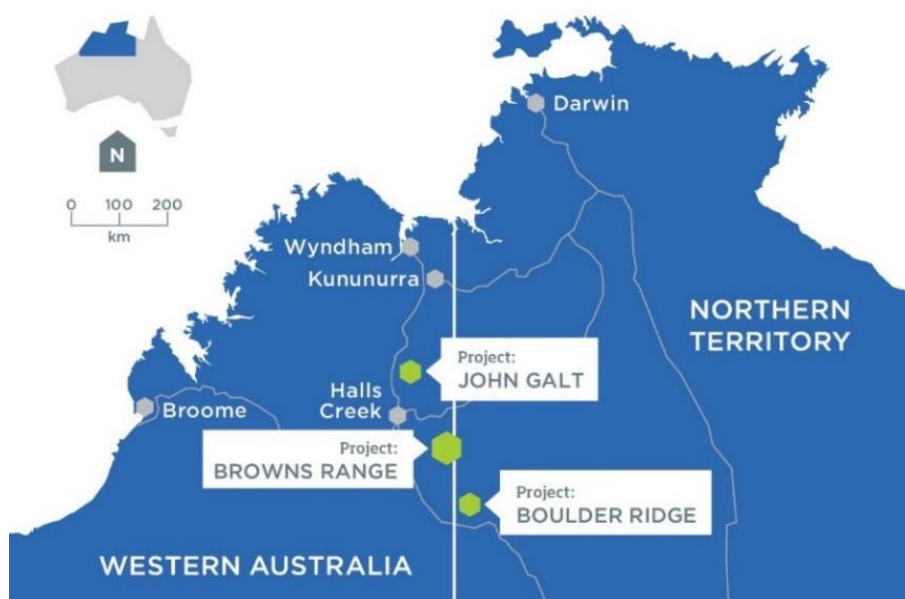 Darwin
N
0 100 200
km
Wyndham
Kununurra
NORTHERN
TERRITORY
Project:
JOHN GALT
Halls
Creek
Broome
Project:
BROWNS RANGE
Project:
BOULDER RIDGE
WESTERN AUSTRALIA